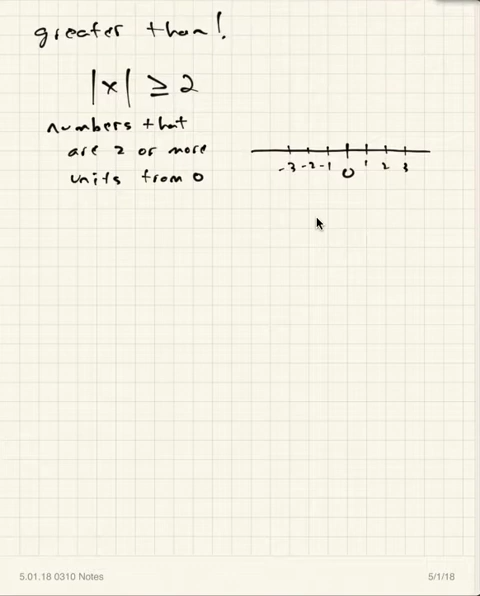 greater than!
|x| ≥ 2
numbers that
are 2 or more
units from 0
-3 -2 -1 0 1 2 3
5.01.18 0310 Notes
5/1/18